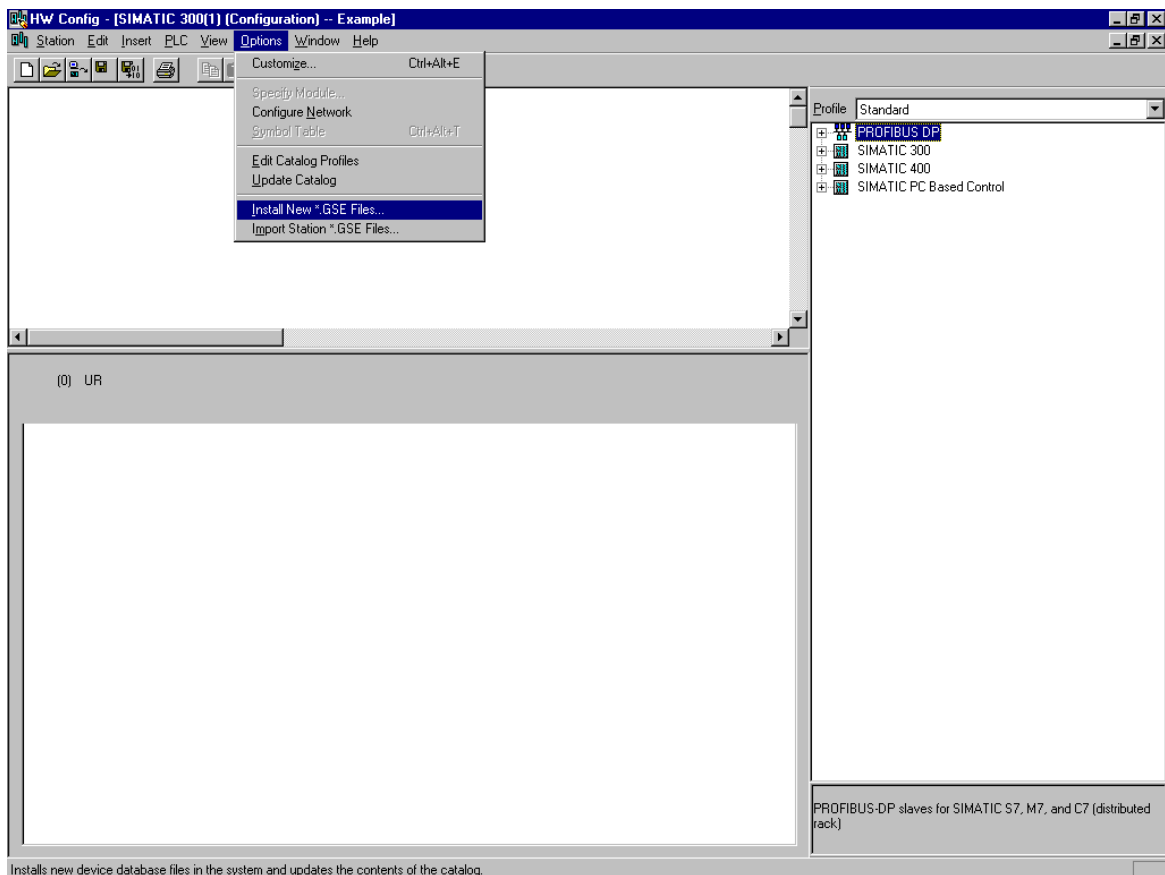 HW Config - [SIMATIC 300(1) (Configuration) -- Example]
Station Edit Insert PLC View Options Window Help
Customize... Ctrl+Alt+E
Specify Module...
Configure Network
Symbol Table Ctrl+Alt+T
Edit Catalog Profiles
Update Catalog
Install New *.GSE Files...
Import Station *.GSE Files...
Profile Standard
PROFIBUS DP
SIMATIC 300
SIMATIC 400
SIMATIC PC Based Control
(0) UR
PROFIBUS-DP slaves for SIMATIC S7, M7, and C7 (distributed
rack)
Installs new device database files in the system and updates the contents of the catalog.